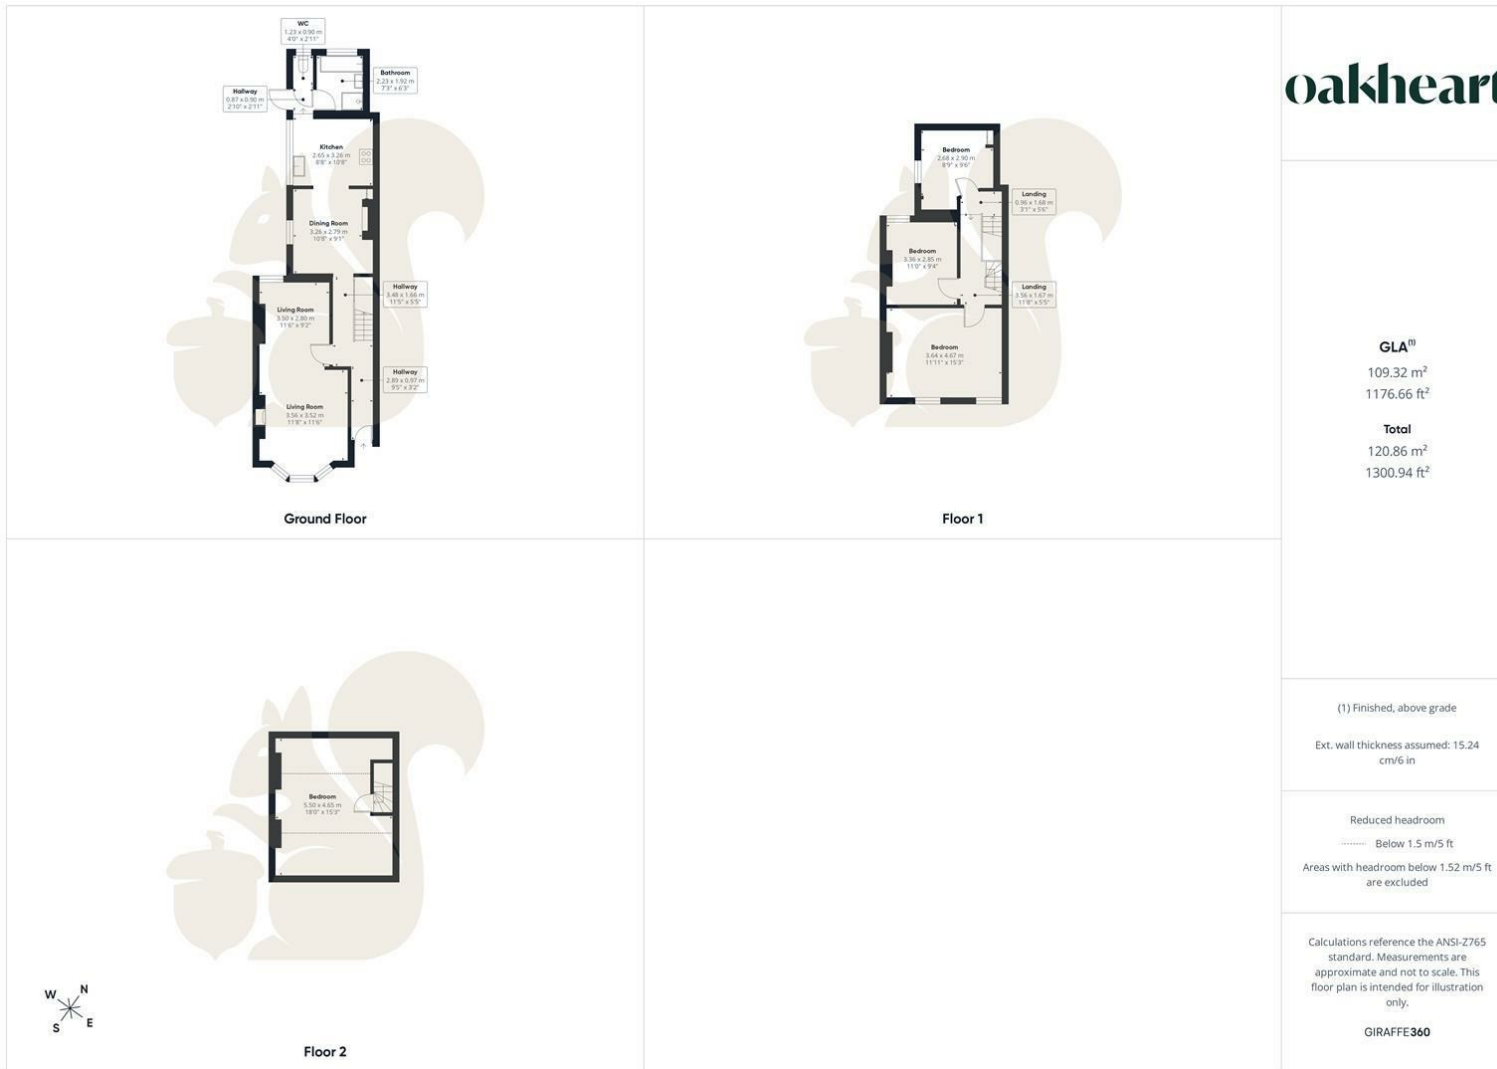 WC
1.23 x 0.90 m
4'0" x 2'11"
Bathroom
2.23 x 1.92 m
7'3" x 6'3"
Hallway
0.87 x 0.90 m
2'10" x 2'11"
Kitchen
2.65 x 3.26 m
8'8" x 10'8"
Dining Room
3.26 x 2.79 m
10'8" x 9'1"
Hallway
3.48 x 1.66 m
11'5" x 5'5"
Living Room
3.50 x 2.80 m
11'6" x 9'2"
Hallway
2.89 x 0.97 m
9'5" x 3'2"
Living Room
3.56 x 3.52 m
11'8" x 11'6"
Ground Floor
Bedroom
2.68 x 2.90 m
8'9" x 9'6"
Landing
0.96 x 1.68 m
3'1" x 5'6"
Bedroom
3.36 x 2.85 m
11'0" x 9'4"
Landing
3.56 x 1.67 m
11'8" x 5'5"
Bedroom
3.64 x 4.67 m
11'11" x 15'3"
Floor 1
Bedroom
5.50 x 4.65 m
18'0" x 15'3"
W N
S E
Floor 2
oakheart
GLA(1)
109.32 m²
1176.66 ft²
Total
120.86 m²
1300.94 ft²
(1) Finished, above grade
Ext. wall thickness assumed: 15.24
cm/6 in
Reduced headroom
Below 1.5 m/5 ft
Areas with headroom below 1.52 m/5 ft
are excluded
Calculations reference the ANSI-Z765
standard. Measurements are
approximate and not to scale. This
floor plan is intended for illustration
only.
GIRAFFE360